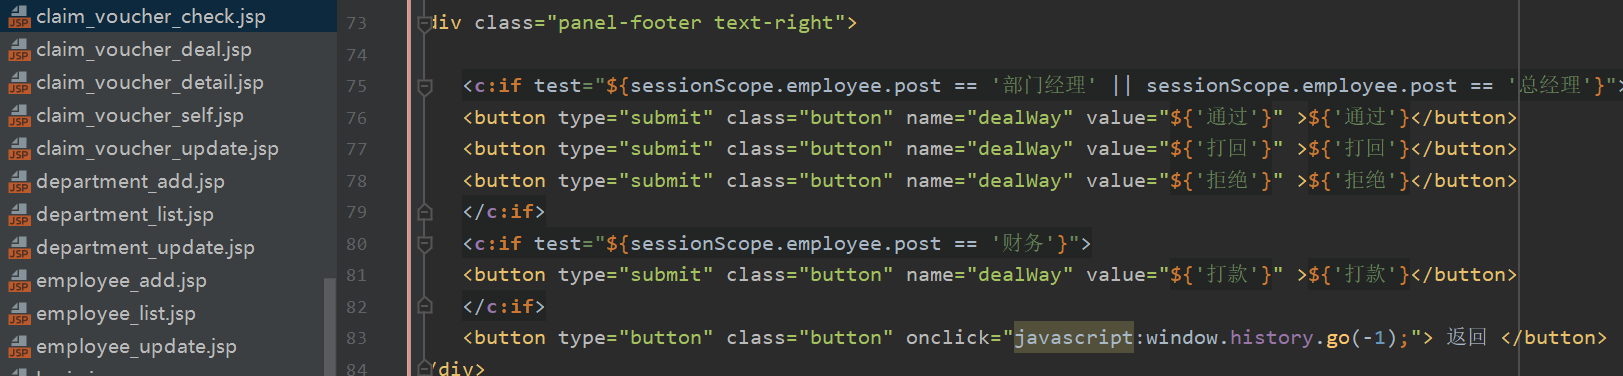 claim_voucher_check.jsp
claim_voucher_deal.jsp
claim_voucher_detail.jsp
claim_voucher_self.jsp
claim_voucher_update.jsp
department_add.jsp
department_list.jsp
department_update.jsp
employee_add.jsp
employee_list.jsp
employee_update.jsp
73 div class="panel-footer text-right">
74
75 <c:if test="${sessionScope.employee.post == '部门经理' || sessionScope.employee.post == '总经理'}">
76 <button type="submit" class="button" name="dealWay" value="${'通过'}" >${'通过'}</button>
77 <button type="submit" class="button" name="dealWay" value="${'打回'}" >${'打回'}</button>
78 <button type="submit" class="button" name="dealWay" value="${'拒绝'}" >${'拒绝'}</button>
79 </c:if>
80 <c:if test="${sessionScope.employee.post == '财务'}">
81 <button type="submit" class="button" name="dealWay" value="${'打款'}" >${'打款'}</button>
82 </c:if>
83 <button type="button" class="button" onclick="javascript:window.history.go(-1);"> 返回 </button>
84 /div>